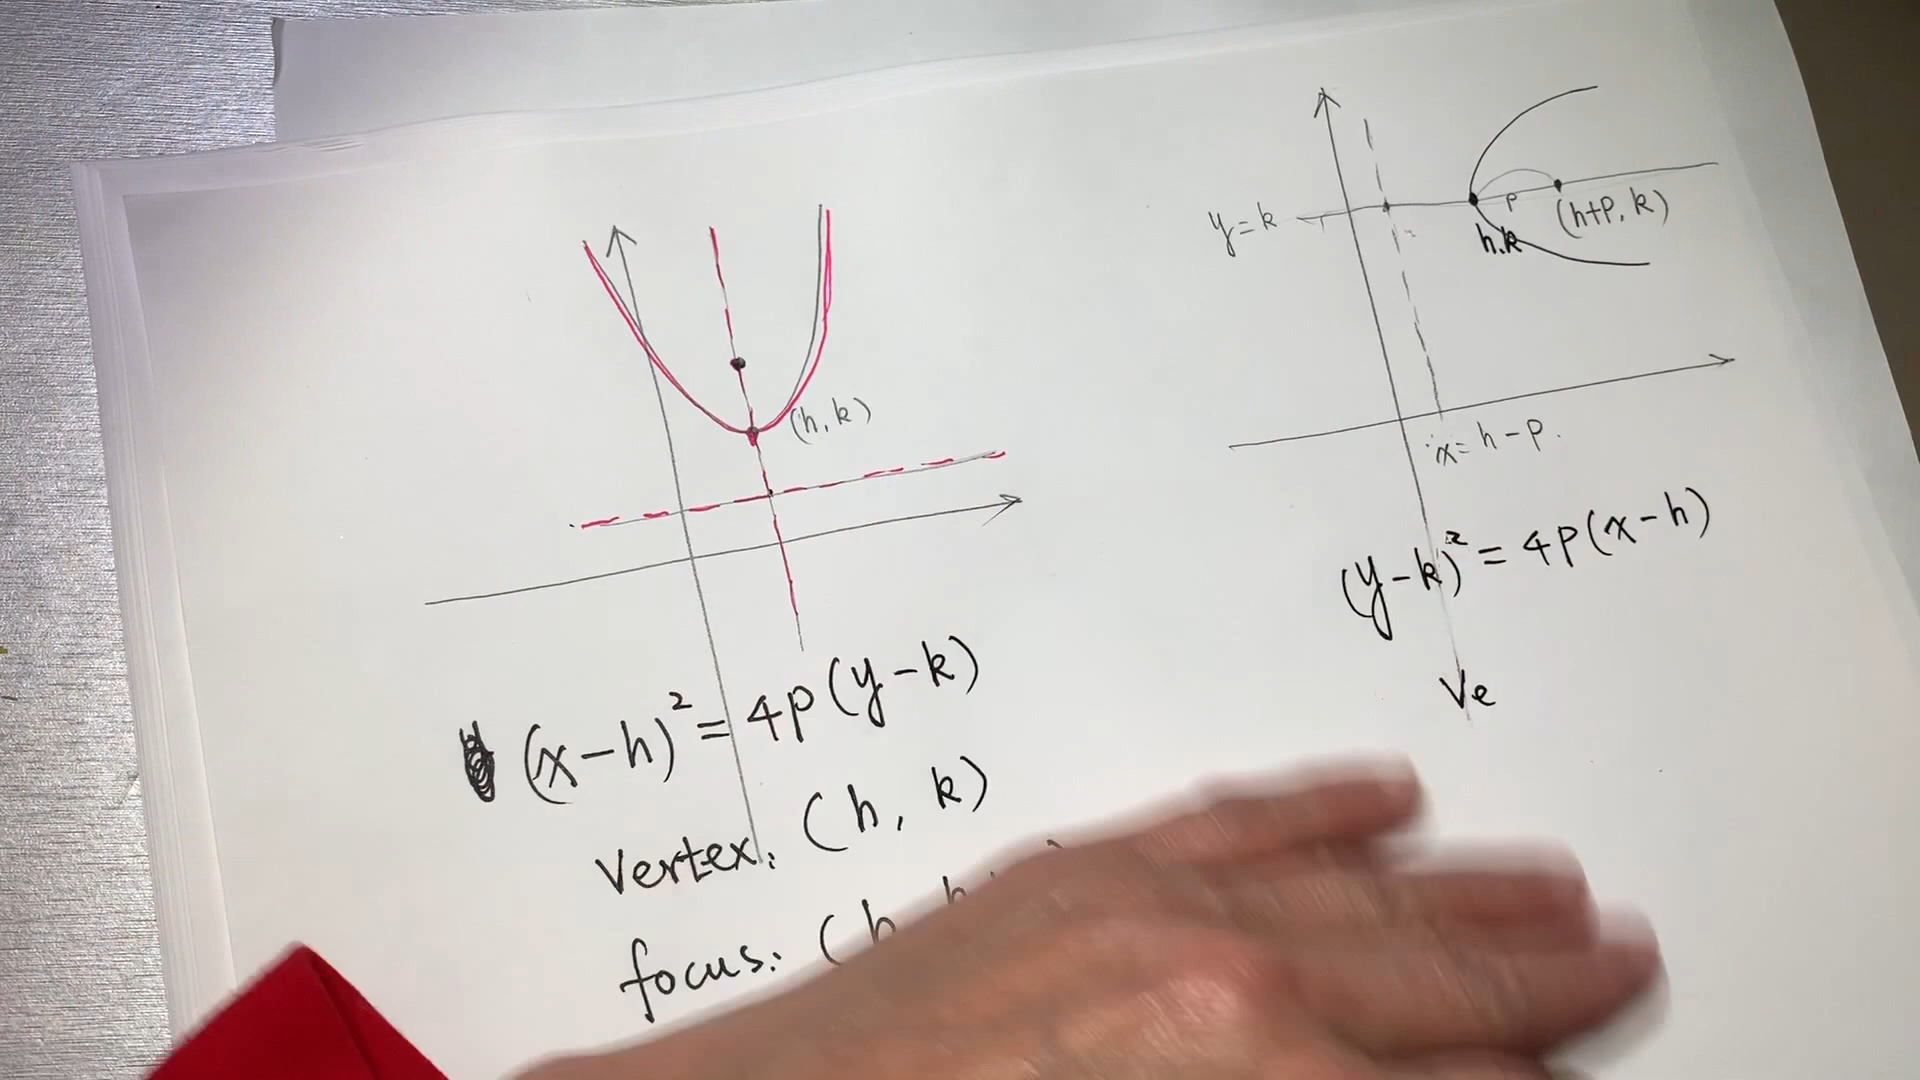 (h, k)
(x-h)² = 4p(y-k)
Vertex: (h, k)
focus: (h
y=k
p
(h+p, k)
h.k
x= h-p.
(y-k)² = 4p(x-h)
Ve